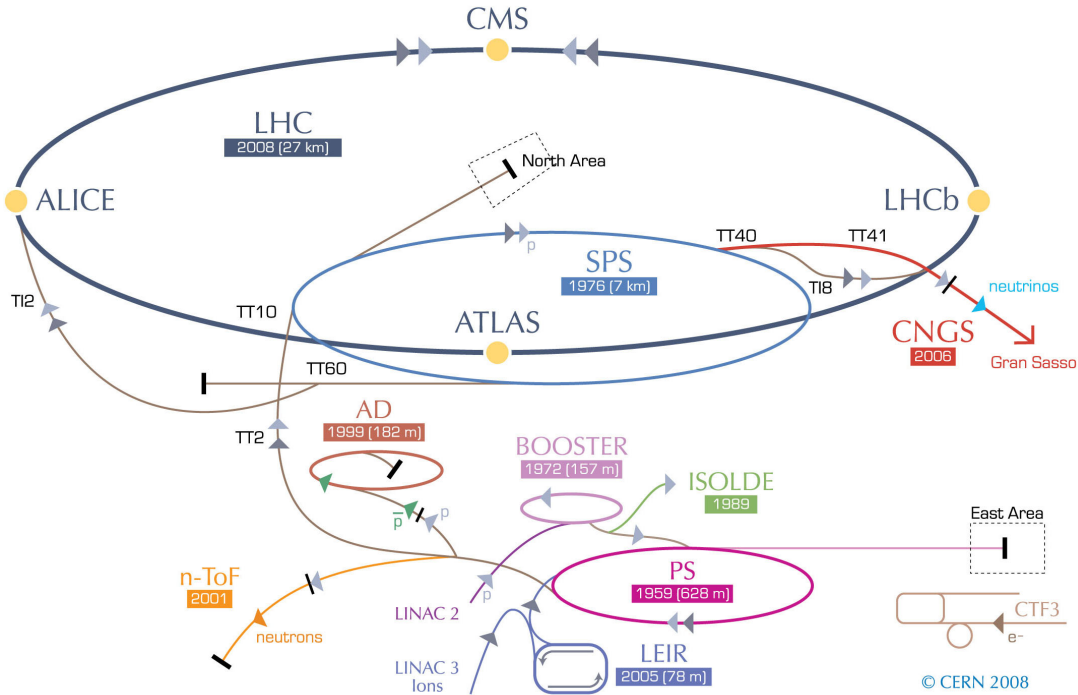 CMS
LHC
2008 (27 km)
North Area
ALICE
LHCb
TT40
TT41
p
SPS
1976 (7 km)
TI8
TI2
TT10
neutrinos
ATLAS
CNGS
2006
Gran Sasso
TT60
AD
1999 (182 m)
TT2
BOOSTER
1972 (157 m)
ISOLDE
1989
East Area
p̅
p
n-ToF
2001
PS
1959 (628 m)
p
LINAC 2
neutrons
CTF3
e-
LINAC 3
Ions
LEIR
2005 (78 m)
© CERN 2008